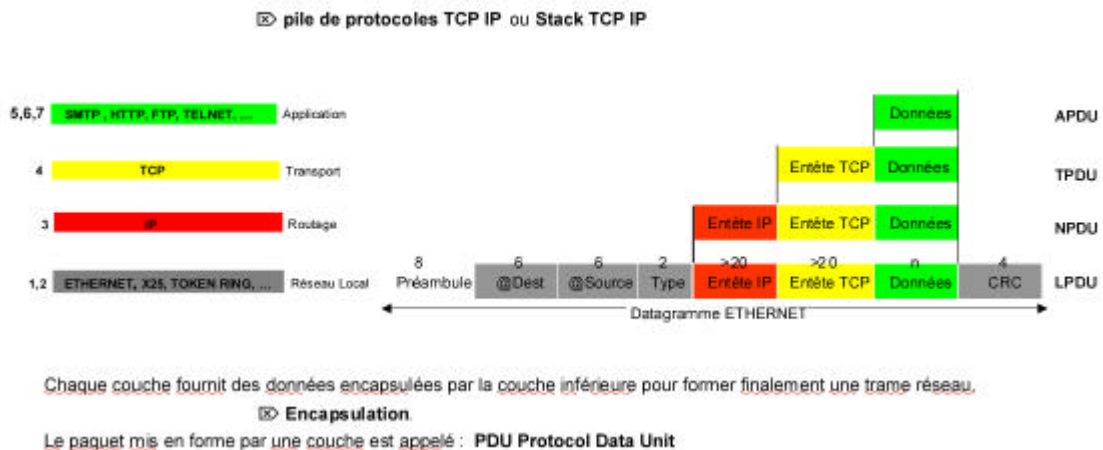 pile de protocoles TCP IP ou Stack TCP IP
5,6,7 SMTP , HTTP, FTP, TELNET, ... Application Données APDU
4 TCP Transport Entête TCP Données TPDU
3 IP Routage Entête IP Entête TCP Données NPDU
8 6 6 2 >20 >20 n 4
1,2 ETHERNET, X25, TOKEN RING, ... Réseau Local Préambule @Dest @Source Type Entête IP Entête TCP Données CRC LPDU
Datagramme ETHERNET
Chaque couche fournit des données encapsulées par la couche inférieure pour former finalement une trame réseau.
Encapsulation.
Le paquet mis en forme par une couche est appelé : PDU Protocol Data Unit